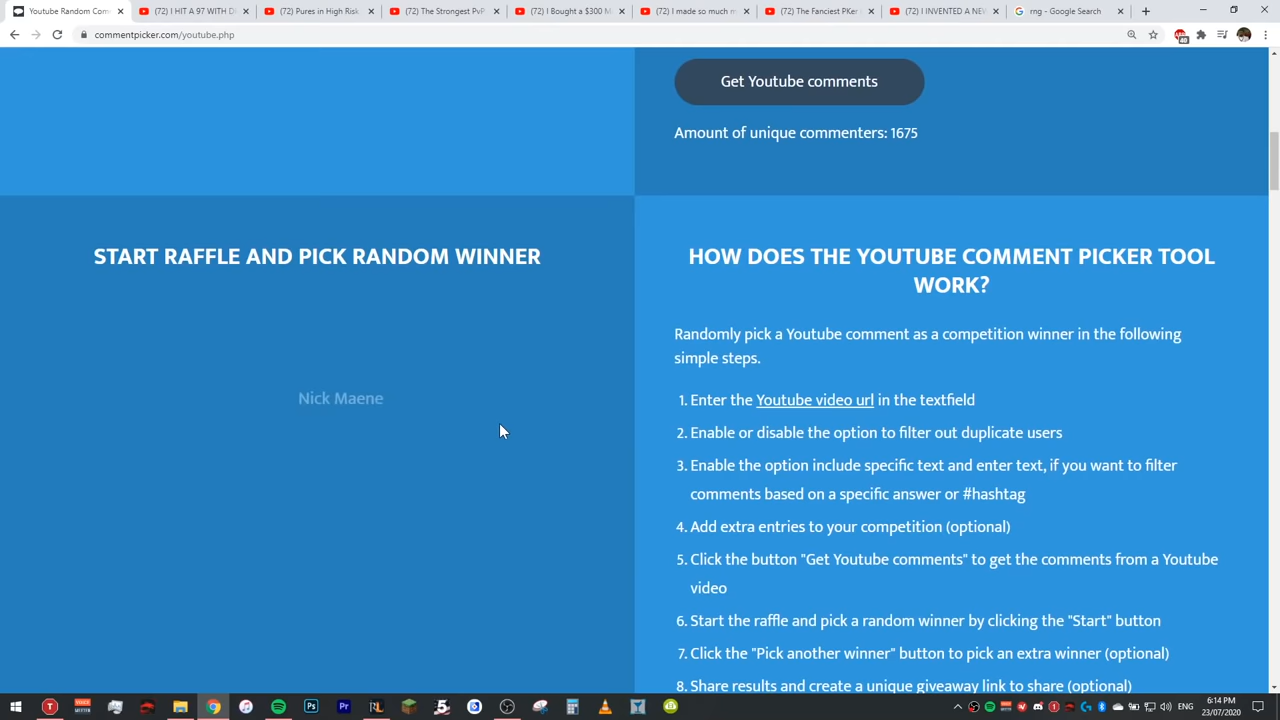 Youtube Random Com
(72) I HIT A 97 WITH D
(72) Pures in High Risk
(72) The Strongest PvP
(72) I Bought a $300 M
(72) I made so much m
(72) The Fanciest PKer
(72) I INVENTED A NEW
rng - Google Search
commentpicker.com/youtube.php
Get Youtube comments
Amount of unique commenters: 1675
START RAFFLE AND PICK RANDOM WINNER
Nick Maene
HOW DOES THE YOUTUBE COMMENT PICKER TOOL
WORK?
Randomly pick a Youtube comment as a competition winner in the following
simple steps.
1. Enter the Youtube video url in the textfield
2. Enable or disable the option to filter out duplicate users
3. Enable the option include specific text and enter text, if you want to filter
comments based on a specific answer or #hashtag
4. Add extra entries to your competition (optional)
5. Click the button "Get Youtube comments" to get the comments from a Youtube
video
6. Start the raffle and pick a random winner by clicking the "Start" button
7. Click the "Pick another winner" button to pick an extra winner (optional)
8. Share results and create a unique giveaway link to share (optional)
ENG
6:14 PM
23/07/2020